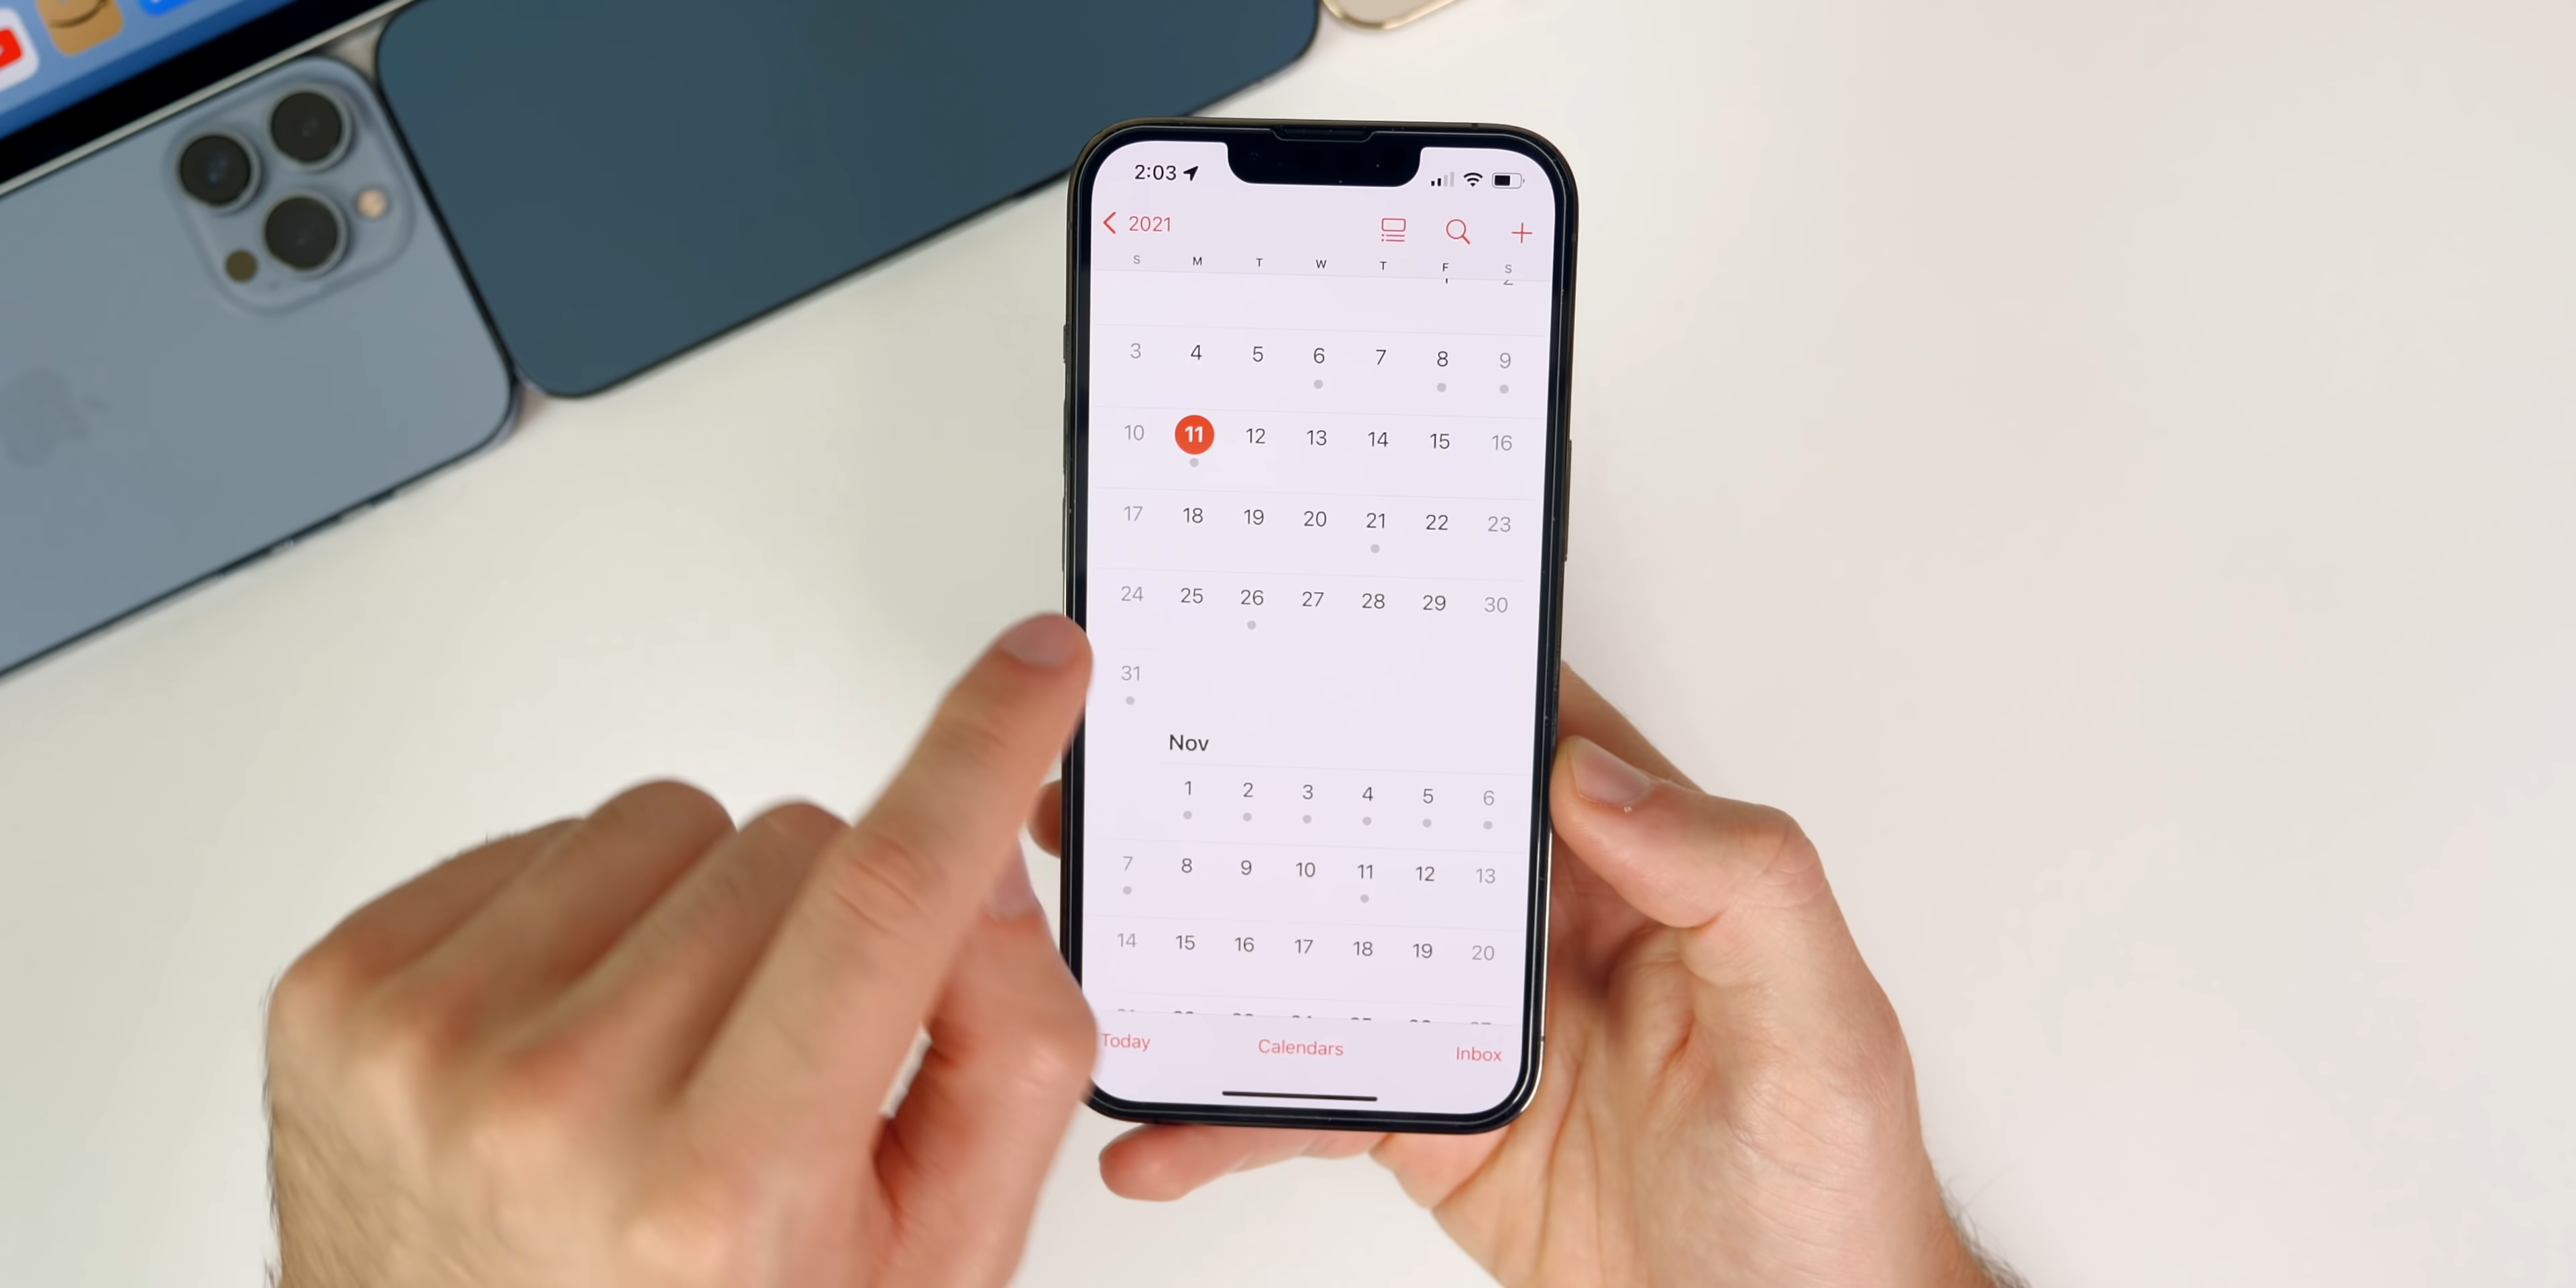 2:03
2021
S M T W T F S
3 4 5 6 7 8 9
10 11 12 13 14 15 16
17 18 19 20 21 22 23
24 25 26 27 28 29 30
31
Nov
1 2 3 4 5 6
7 8 9 10 11 12 13
14 15 16 17 18 19 20
Today Calendars Inbox